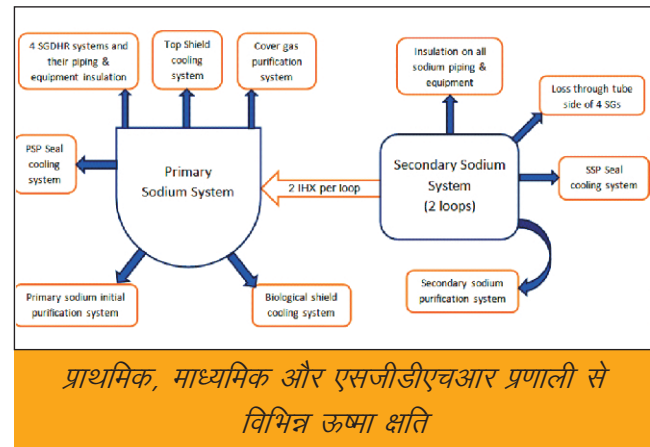 4 SGDHR systems and
their piping &
equipment insulation
Top Shield
cooling
system
Cover gas
purification
system
Insulation on all
sodium piping &
equipment
Loss through tube
side of 4 SGs
PSP Seal
cooling
system
Primary
Sodium System
2 IHX per loop
Secondary Sodium
System
(2 loops)
SSP Seal
cooling system
Primary sodium initial
purification system
Biological shield
cooling system
Secondary sodium
purification system
प्राथमिक, माध्यमिक और एसजीडीएचआर प्रणाली से
विभिन्न ऊष्मा क्षति